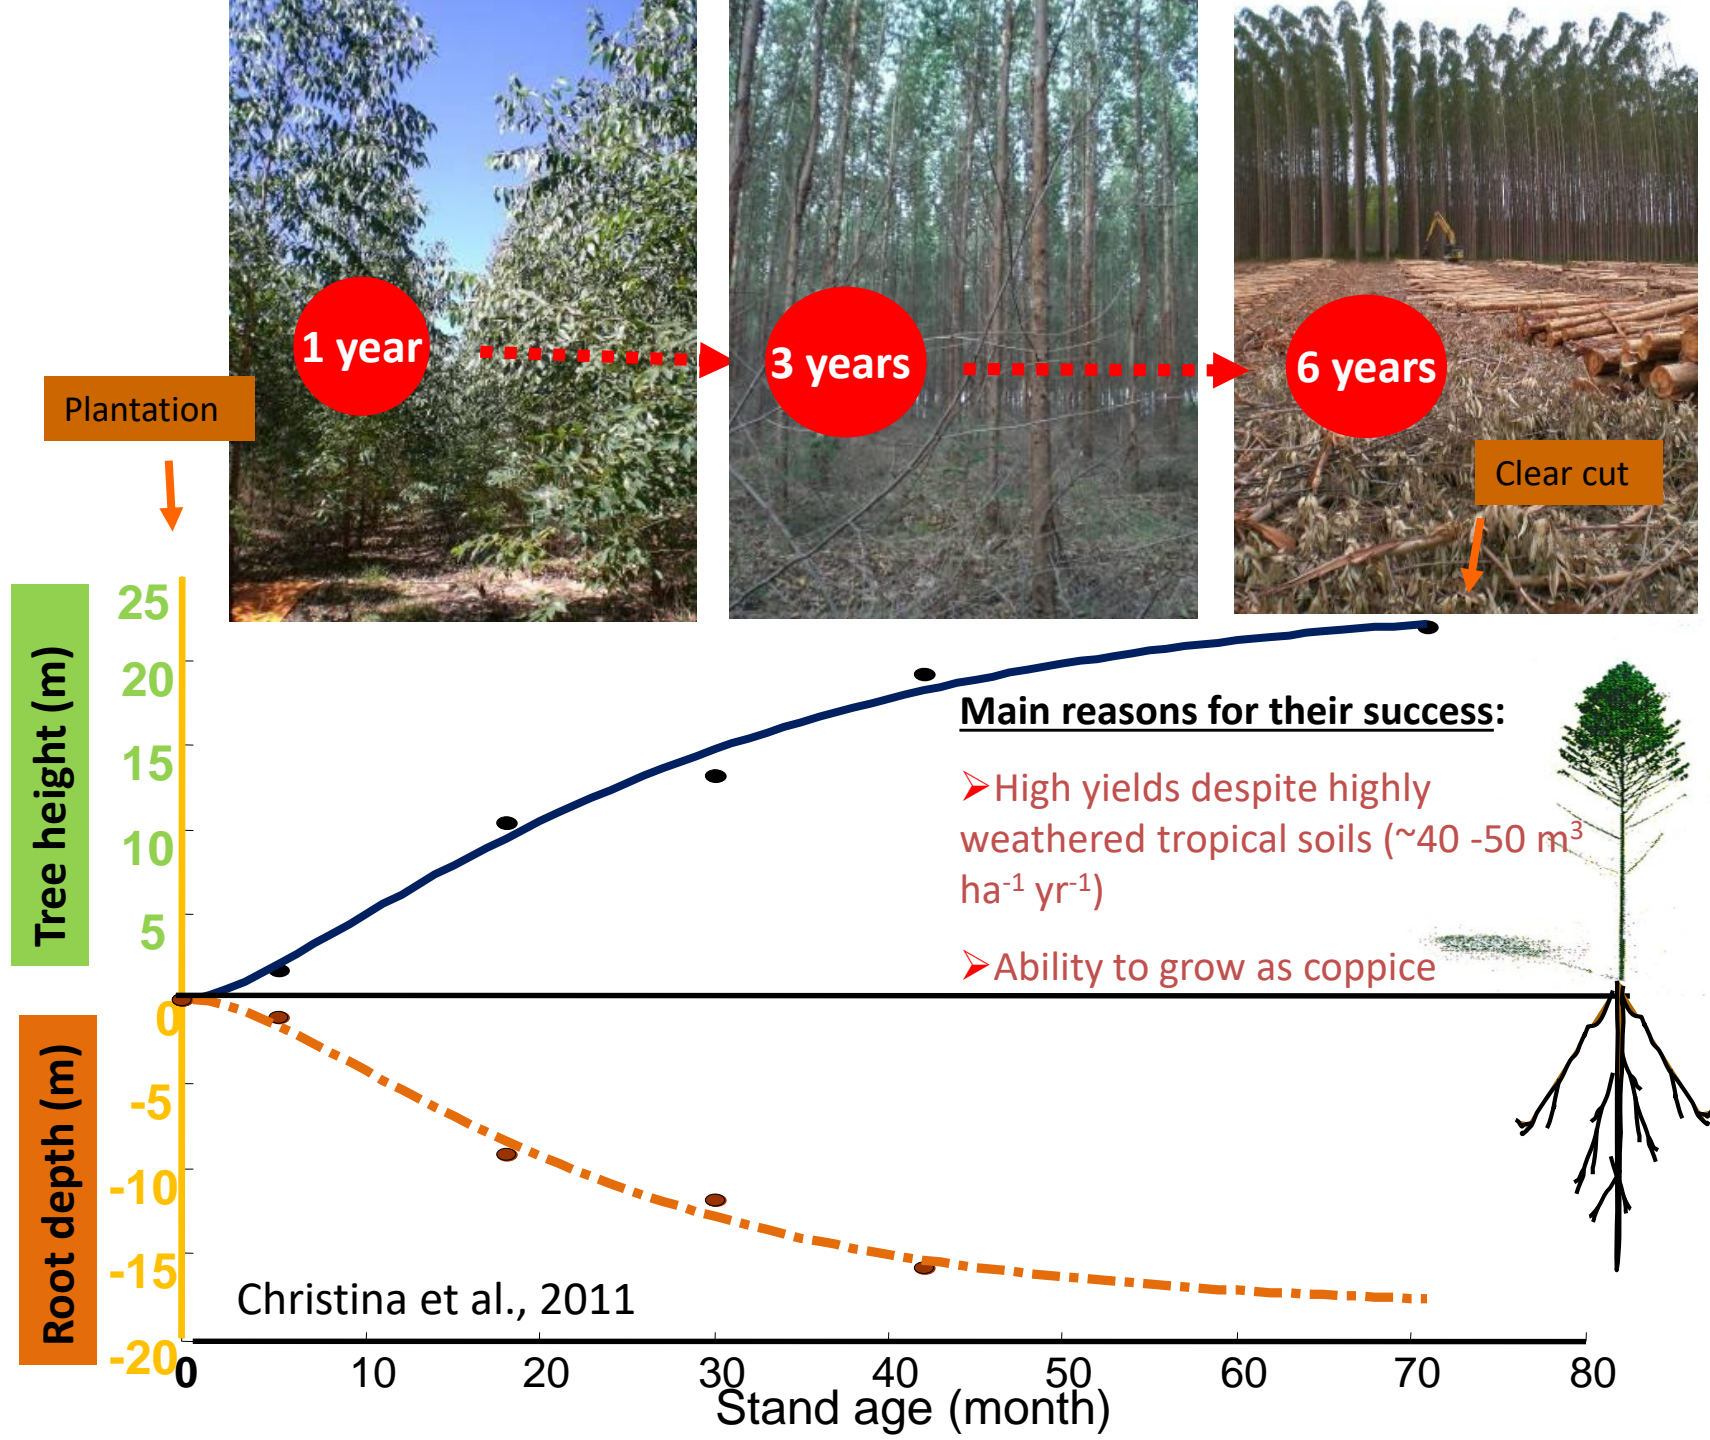 1 year
3 years
6 years
Plantation
Clear cut
Tree height (m)
25
20
15
10
5
0
Main reasons for their success:
➢High yields despite highly
weathered tropical soils (~40 -50 m³
ha⁻¹ yr⁻¹)
➢Ability to grow as coppice
Root depth (m)
-5
-10
-15
-20
Christina et al., 2011
0 10 20 30 40 50 60 70 80
Stand age (month)